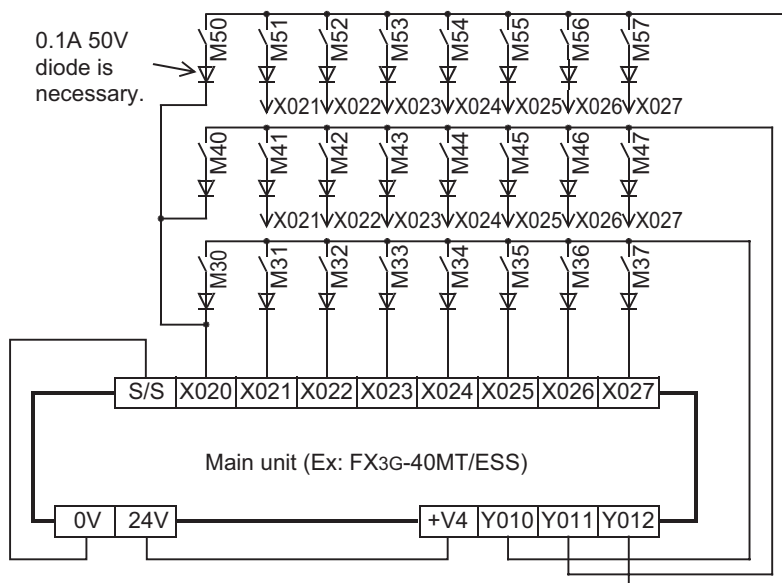 0.1A 50V
diode is
necessary.
M50 M51 M52 M53 M54 M55 M56 M57
X021 X022 X023 X024 X025 X026 X027
M40 M41 M42 M43 M44 M45 M46 M47
X021 X022 X023 X024 X025 X026 X027
M30 M31 M32 M33 M34 M35 M36 M37
S/S X020 X021 X022 X023 X024 X025 X026 X027
Main unit (Ex: FX3G-40MT/ESS)
0V 24V +V4 Y010 Y011 Y012